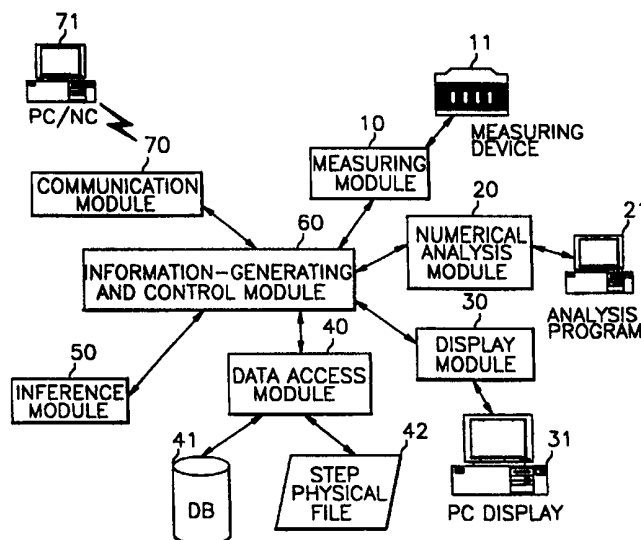 71
PC/NC
11
MEASURING
DEVICE
10
MEASURING
MODULE
70
COMMUNICATION
MODULE
60
INFORMATION-GENERATING
AND CONTROL MODULE
20
NUMERICAL
ANALYSIS
MODULE
21
ANALYSIS
PROGRAM
30
DISPLAY
MODULE
40
DATA ACCESS
MODULE
50
INFERENCE
MODULE
41
DB
42
STEP
PHYSICAL
FILE
31
PC DISPLAY